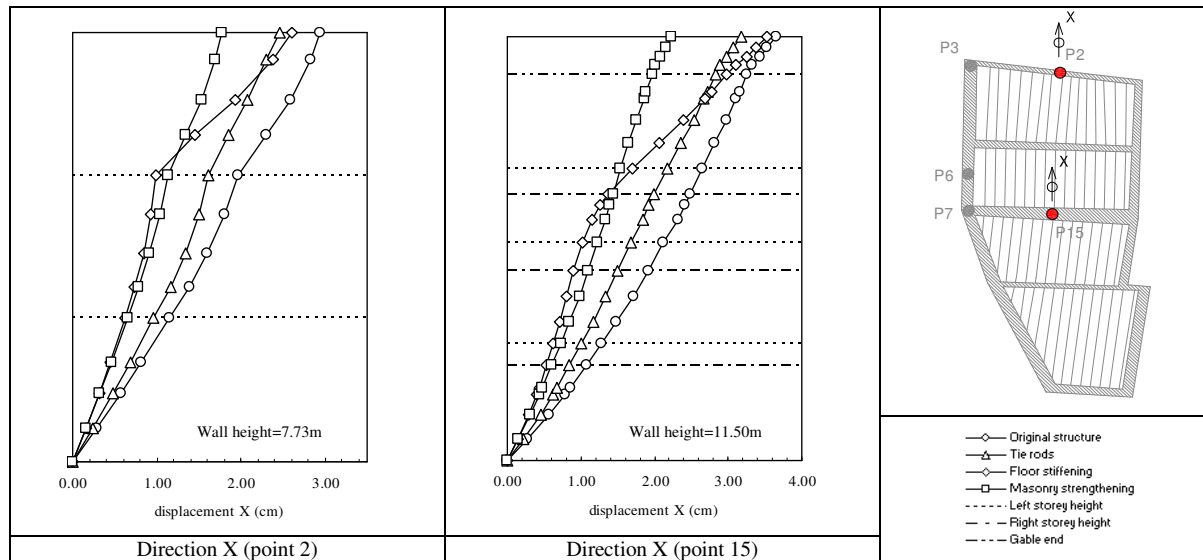 Wall height=7.73m
0.00 1.00 2.00 3.00
displacement X (cm)
Direction X (point 2)
Wall height=11.50m
0.00 1.00 2.00 3.00 4.00
displacement X (cm)
Direction X (point 15)
X
P3
P2
X
P6
P7
P15
Original structure
Tie rods
Floor stiffening
Masonry strengthening
Left storey height
Right storey height
Gable end